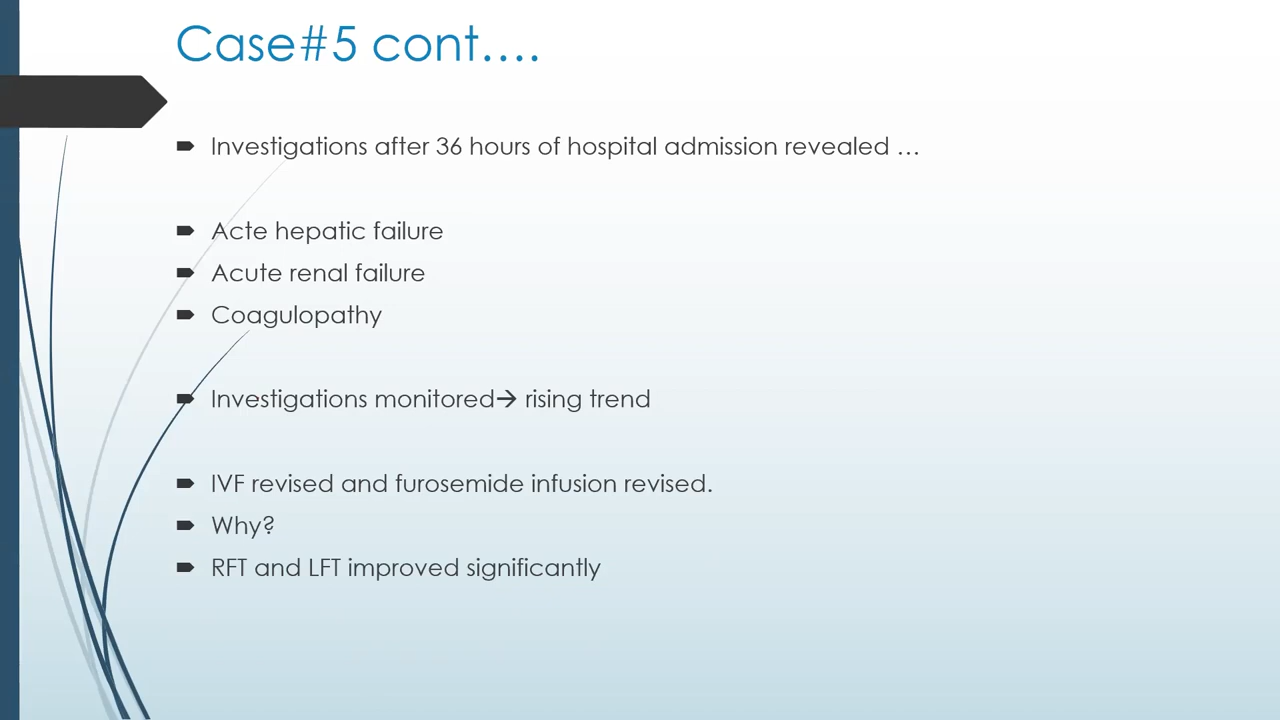 Case#5 cont....
Investigations after 36 hours of hospital admission revealed …
Acte hepatic failure
Acute renal failure
Coagulopathy
Investigations monitored→ rising trend
IVF revised and furosemide infusion revised.
Why?
RFT and LFT improved significantly